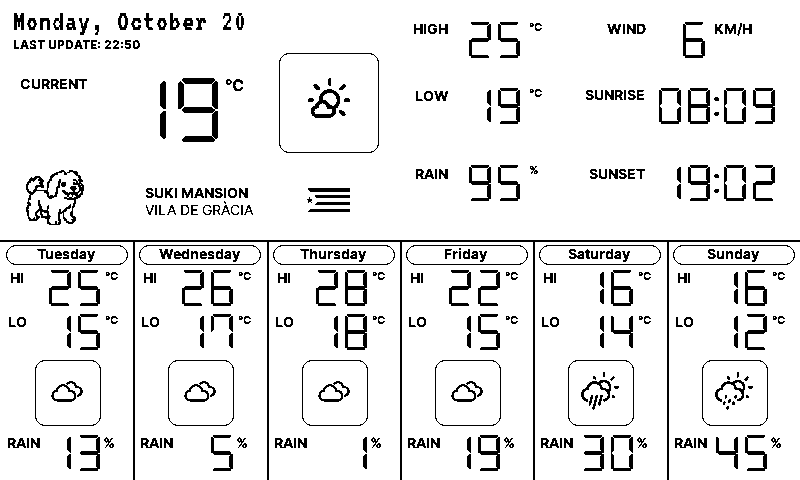 Monday, October 20
LAST UPDATE: 22:50
CURRENT 19 °C
SUKI MANSION
VILA DE GRÀCIA
HIGH 25 °C
LOW 19 °C
RAIN 95 %
WIND 6 KM/H
SUNRISE 08:09
SUNSET 19:02
Tuesday
HI 25 °C
LO 15 °C
RAIN 13 %
Wednesday
HI 26 °C
LO 17 °C
RAIN 5 %
Thursday
HI 28 °C
LO 18 °C
RAIN 1 %
Friday
HI 22 °C
LO 15 °C
RAIN 19 %
Saturday
HI 16 °C
LO 14 °C
RAIN 30 %
Sunday
HI 16 °C
LO 12 °C
RAIN 45 %